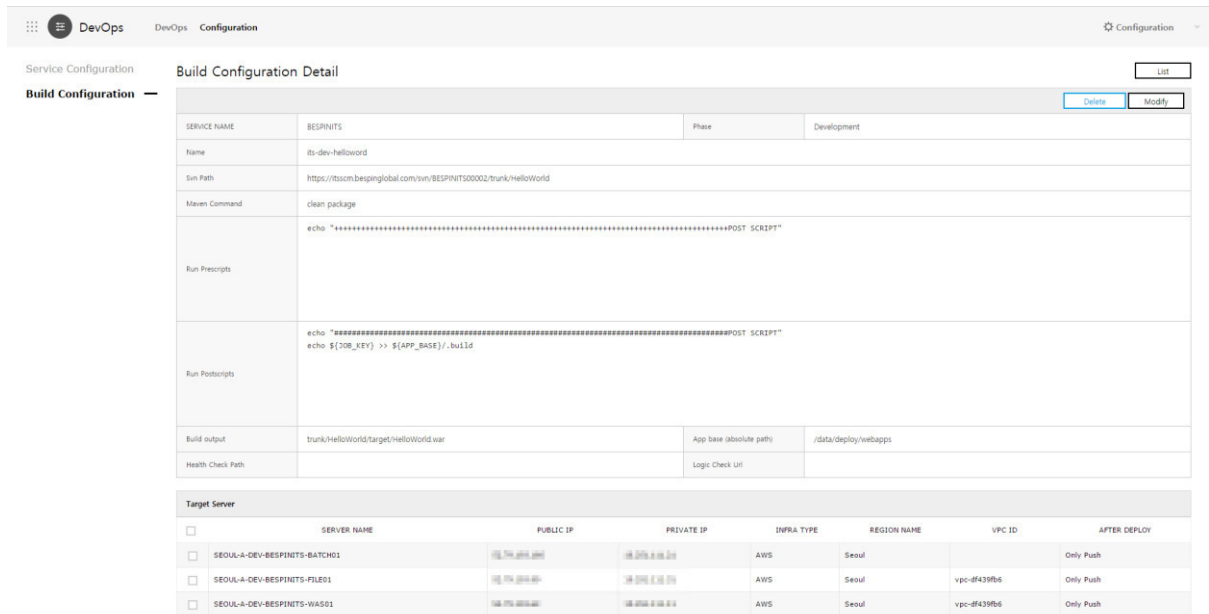 DevOps
DevOps Configuration
Configuration
Service Configuration
Build Configuration
Build Configuration Detail
List
Delete Modify
SERVICE NAME BESPINITS Phase Development
Name its-dev-helloword
Svn Path https://itsscm.bespinglobal.com/svn/BESPINITS00002/trunk/HelloWorld
Maven Command clean package
Run Prescripts
echo "++++++++++++++++++++++++++++++++++++++++++++++++++++++++++++++++++++++++++++++++++++++++POST SCRIPT"
Run Postscripts
echo "########################################################################################POST SCRIPT"
echo ${JOB_KEY} >> ${APP_BASE}/.build
Build output trunk/HelloWorld/target/HelloWorld.war App base (absolute path) /data/deploy/webapps
Health Check Path Logic Check Url
Target Server
SERVER NAME PUBLIC IP PRIVATE IP INFRA TYPE REGION NAME VPC ID AFTER DEPLOY
SEOUL-A-DEV-BESPINITS-BATCH01 AWS Seoul Only Push
SEOUL-A-DEV-BESPINITS-FILE01 AWS Seoul vpc-df439fb6 Only Push
SEOUL-A-DEV-BESPINITS-WAS01 AWS Seoul vpc-df439fb6 Only Push